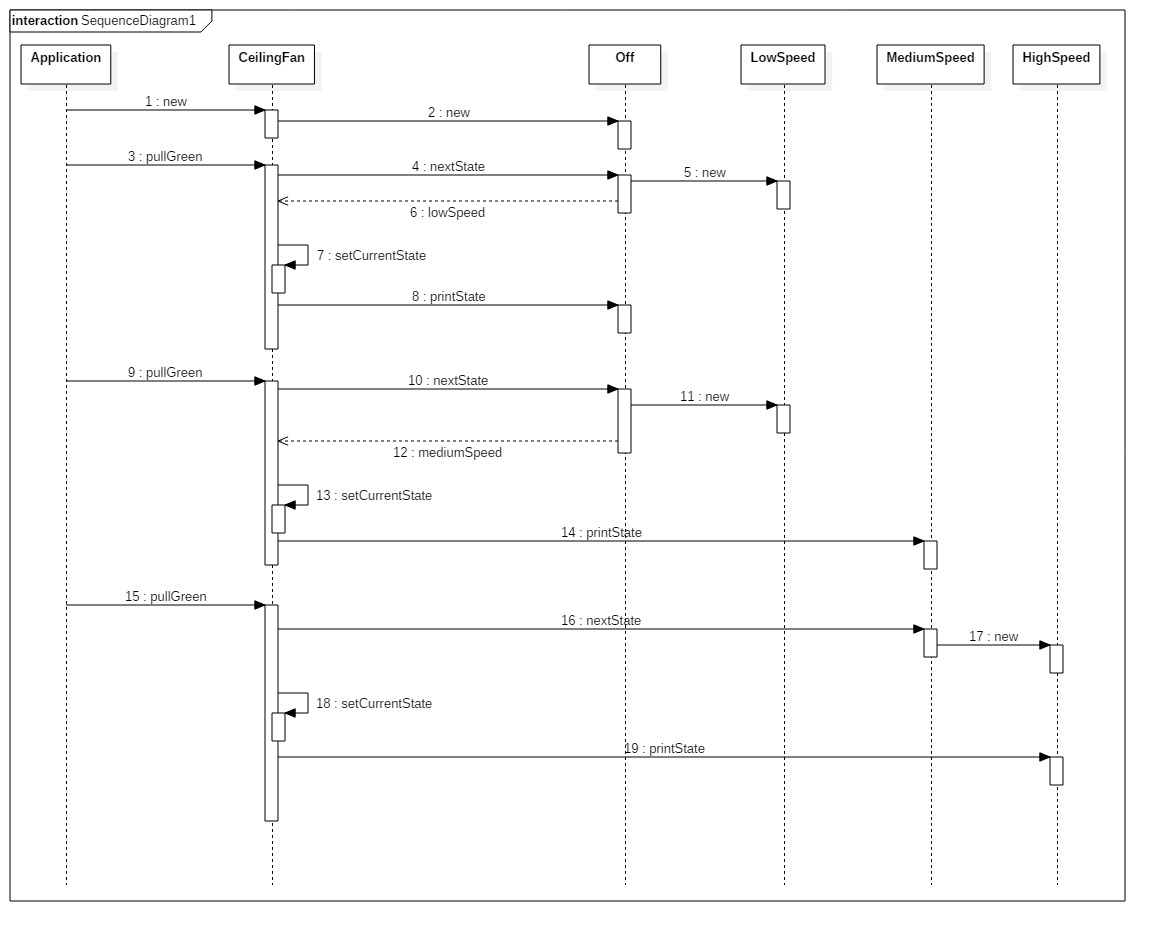 interaction SequenceDiagram1
Application
CeilingFan
Off
LowSpeed
MediumSpeed
HighSpeed
1 : new
2 : new
3 : pullGreen
4 : nextState
5 : new
6 : lowSpeed
7 : setCurrentState
8 : printState
9 : pullGreen
10 : nextState
11 : new
12 : mediumSpeed
13 : setCurrentState
14 : printState
15 : pullGreen
16 : nextState
17 : new
18 : setCurrentState
19 : printState